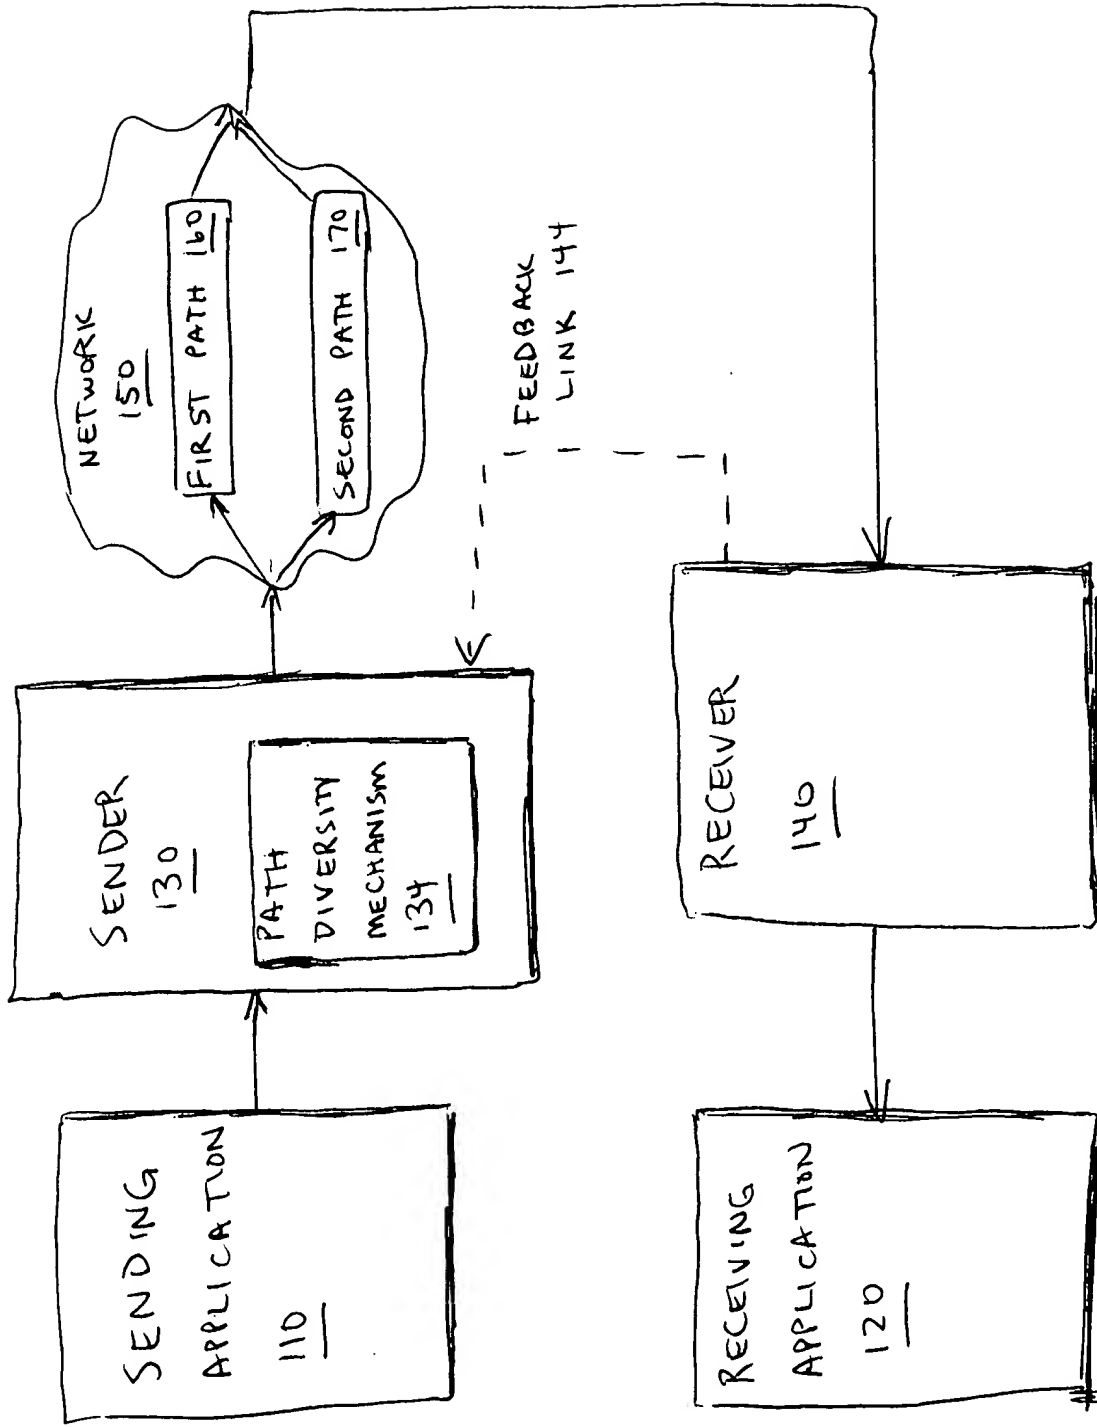 SENDING
APPLICATION
110
SENDER
130
PATH
DIVERSITY
MECHANISM
134
NETWORK
150
FIRST PATH 160
SECOND PATH 170
FEEDBACK
LINK 144
RECEIVER
140
RECEIVING
APPLICATION
120